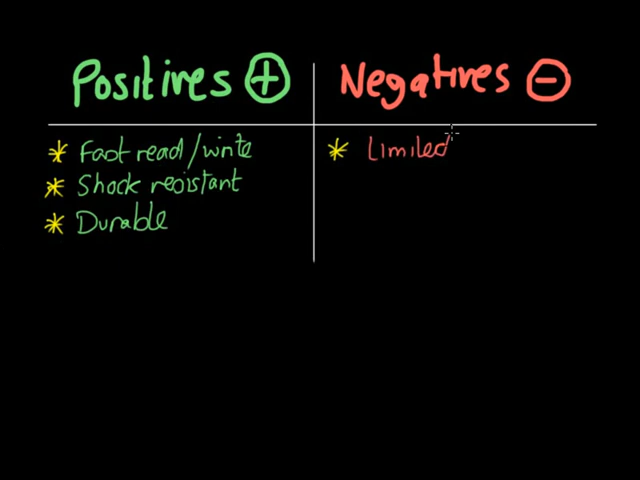 Positives +
Negatives -
* Fast read/write
* Shock resistant
* Durable
* Limited